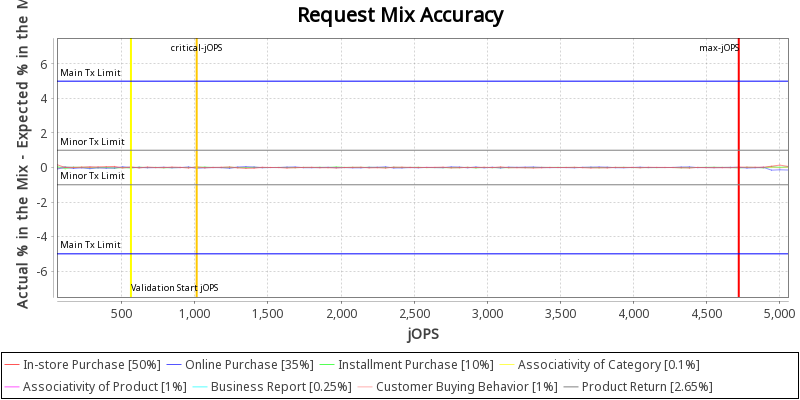 Request Mix Accuracy
Actual % in the Mix - Expected % in the M
critical-jOPS
max-jOPS
6
Main Tx Limit
4
2
Minor Tx Limit
0
Minor Tx Limit
-2
-4
Main Tx Limit
-6
Validation Start jOPS
500 1,000 1,500 2,000 2,500 3,000 3,500 4,000 4,500 5,000
jOPS
In-store Purchase [50%] Online Purchase [35%] Installment Purchase [10%] Associativity of Category [0.1%]
Associativity of Product [1%] Business Report [0.25%] Customer Buying Behavior [1%] Product Return [2.65%]